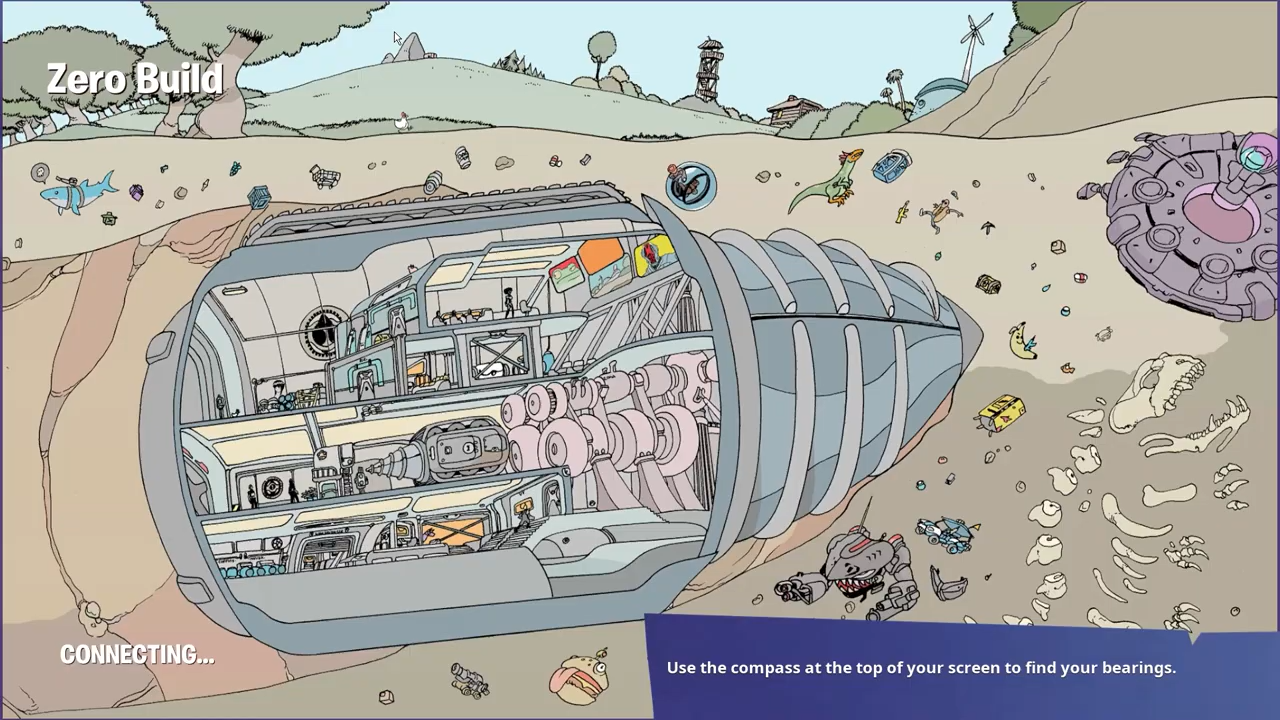 Zero Build
CONNECTING...
Use the compass at the top of your screen to find your bearings.